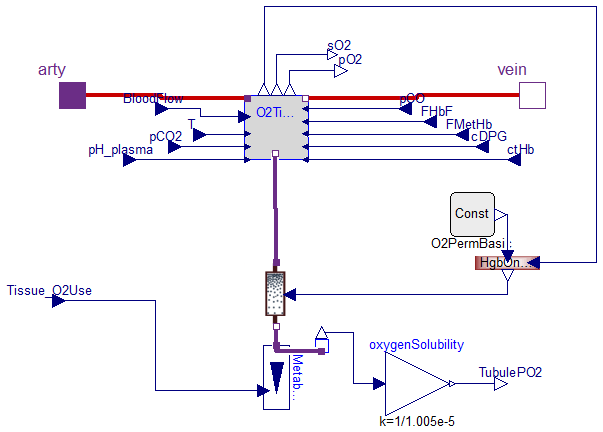 sO2
pO2
arty
vein
BloodFlow
O2Ti...
pCO
FHbF
T
FMetHb
pCO2
cDPG
pH_plasma
ctHb
Const
O2PermBasi...
HgbOn...
Tissue_O2Use
Metab...
oxygenSolubility
TubulePO2
k=1/1.005e-5